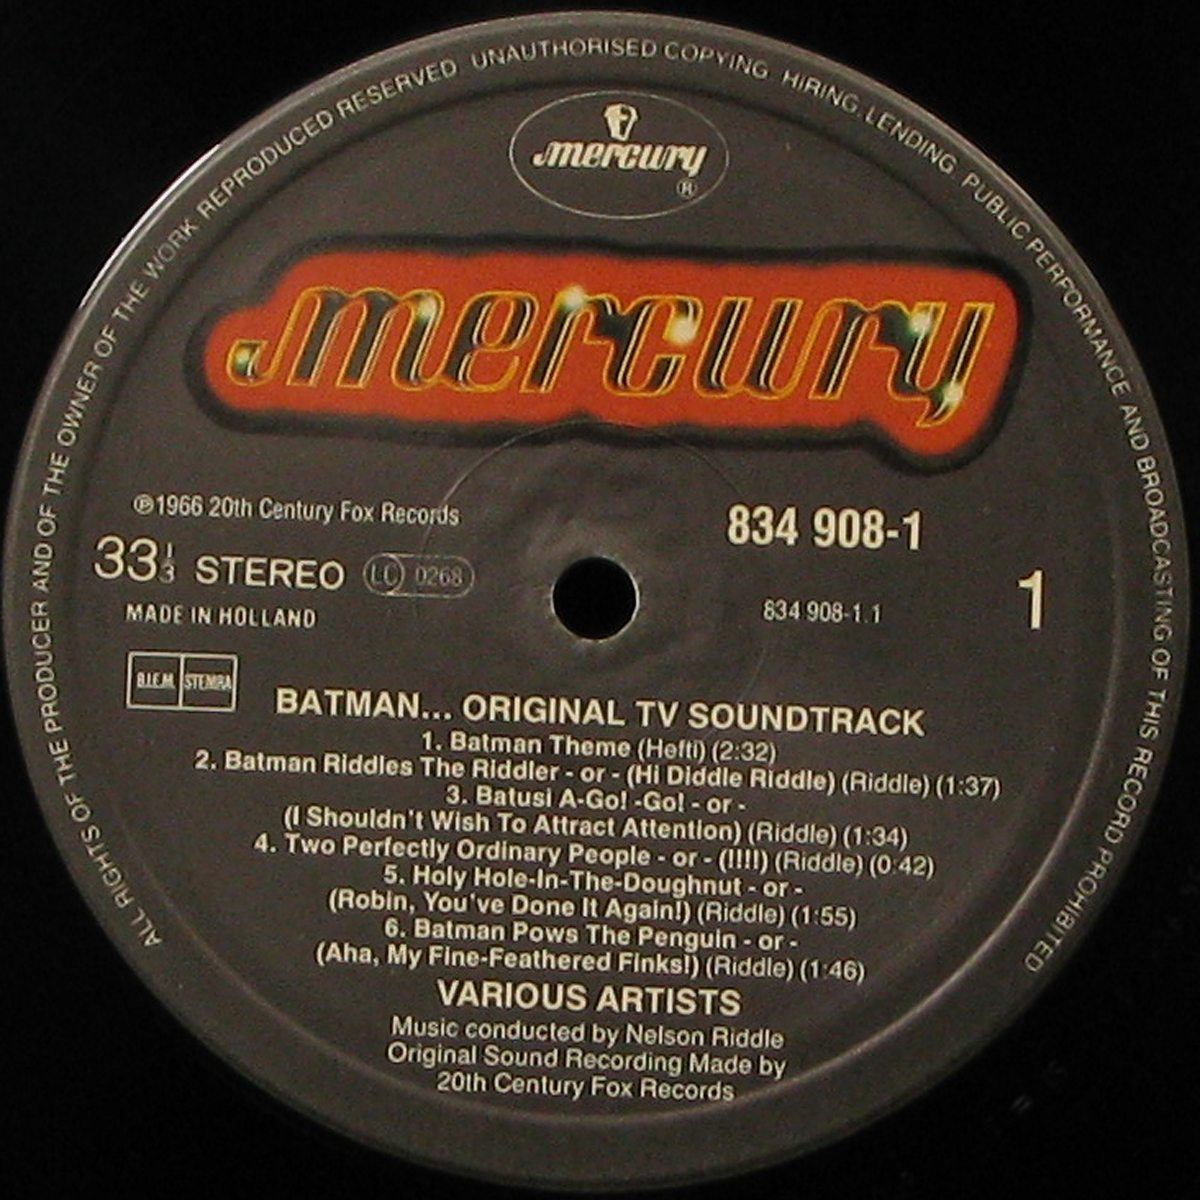 ALL RIGHTS OF THE PRODUCER AND OF THE OWNER OF THE WORK REPRODUCED RESERVED UNAUTHORISED COPYING HIRING, LENDING, PUBLIC PERFORMANCE AND BROADCASTING OF THIS RECORD PROHIBITED
mercury
®
mercury
℗1966 20th Century Fox Records
834 908-1
33 1/3 STEREO LC 0268
MADE IN HOLLAND
834 908-1.1
1
B.I.E.M. STEMRA
BATMAN... ORIGINAL TV SOUNDTRACK
1. Batman Theme (Hefti) (2:32)
2. Batman Riddles The Riddler - or - (Hi Diddle Riddle) (Riddle) (1:37)
3. Batusi A-Go! -Go! - or -
(I Shouldn't Wish To Attract Attention) (Riddle) (1:34)
4. Two Perfectly Ordinary People - or - (!!!!) (Riddle) (0:42)
5. Holy Hole-In-The-Doughnut - or -
(Robin, You've Done It Again!) (Riddle) (1:55)
6. Batman Pows The Penguin - or -
(Aha, My Fine-Feathered Finks!) (Riddle) (1:46)
VARIOUS ARTISTS
Music conducted by Nelson Riddle
Original Sound Recording Made by
20th Century Fox Records